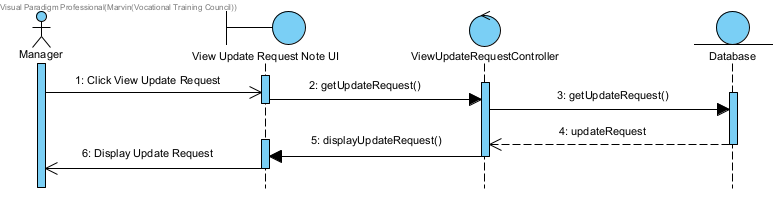 Visual Paradigm Professional(Marvin(Vocational Training Council))
Manager
View Update Request Note UI
ViewUpdateRequestController
Database
1: Click View Update Request
2: getUpdateRequest()
3: getUpdateRequest()
4: updateRequest
5: displayUpdateRequest()
6: Display Update Request